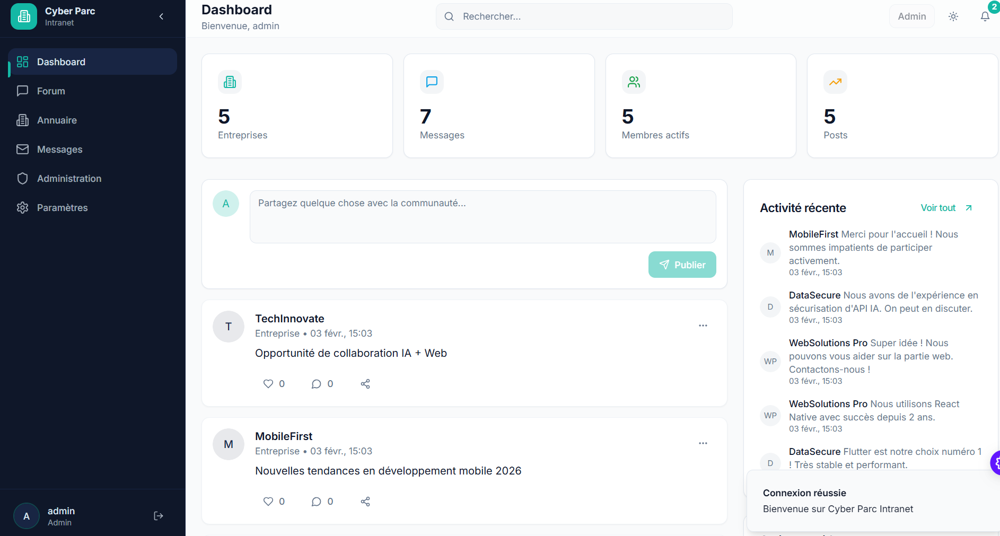 Cyber Parc
Intranet
Dashboard
Forum
Annuaire
Messages
Administration
Paramètres
A
admin
Admin
Dashboard
Bienvenue, admin
Rechercher...
Admin
2
5
Entreprises
7
Messages
5
Membres actifs
5
Posts
A
Partagez quelque chose avec la communauté...
Publier
T
TechInnovate
Entreprise • 03 févr., 15:03
Opportunité de collaboration IA + Web
0
0
M
MobileFirst
Entreprise • 03 févr., 15:03
Nouvelles tendances en développement mobile 2026
0
0
Activité récente
Voir tout
M
MobileFirst Merci pour l'accueil ! Nous
sommes impatients de participer
activement.
03 févr., 15:03
D
DataSecure Nous avons de l'expérience en
sécurisation d'API IA. On peut en discuter.
03 févr., 15:03
WP
WebSolutions Pro Super idée ! Nous
pouvons vous aider sur la partie web.
Contactons-nous !
03 févr., 15:03
WP
WebSolutions Pro Nous utilisons React
Native avec succès depuis 2 ans.
03 févr., 15:03
D
DataSecure Flutter est notre choix numéro 1
! Très stable et performant.
Connexion réussie
Bienvenue sur Cyber Parc Intranet